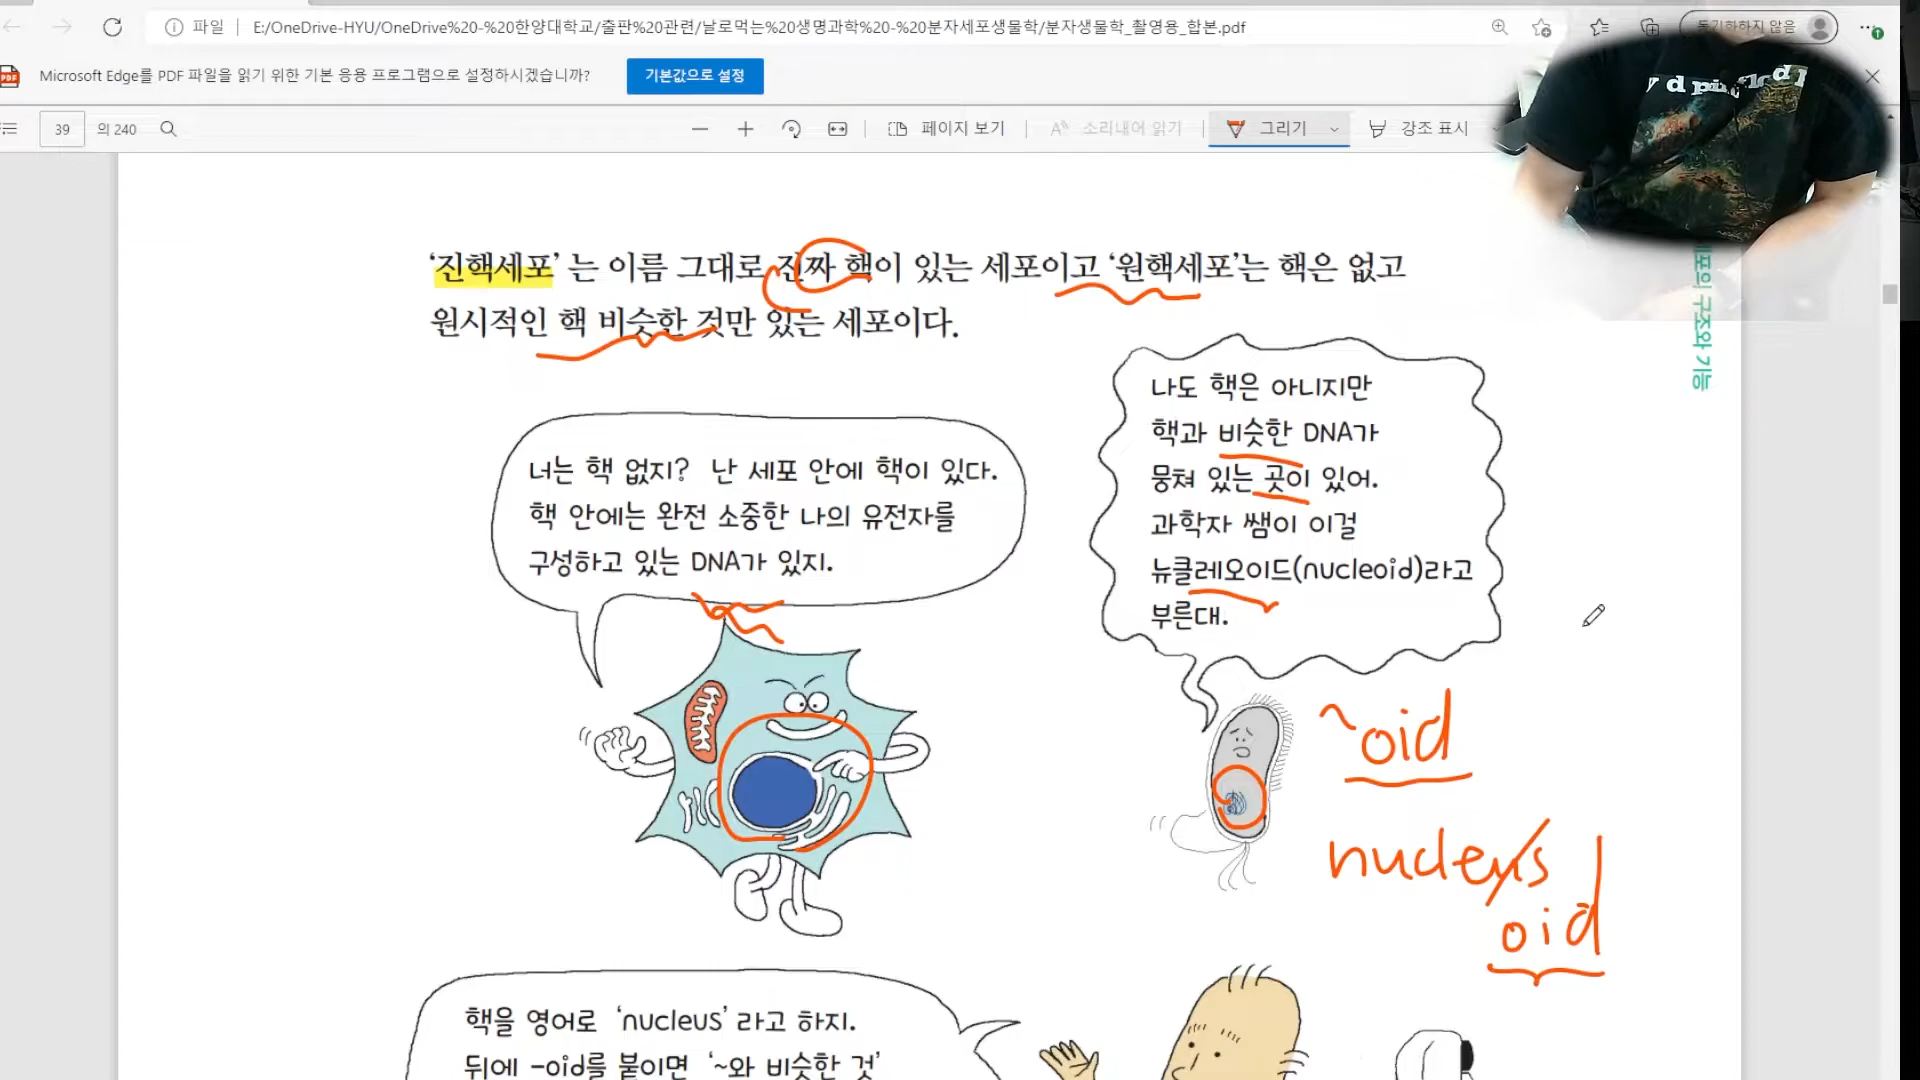 파일 | E:/OneDrive-HYU/OneDrive%20-%20한양대학교/출판%20관련/날로먹는%20생명과학%20-%20분자세포생물학/분자생물학_촬영용_합본.pdf
동기화하지 않음
Microsoft Edge를 PDF 파일을 읽기 위한 기본 응용 프로그램으로 설정하시겠습니까? 기본값으로 설정
39 의 240 페이지 보기 소리내어 읽기 그리기 강조 표시
'진핵세포' 는 이름 그대로 진짜 핵이 있는 세포이고 '원핵세포'는 핵은 없고
원시적인 핵 비슷한 것만 있는 세포이다.
구조와 기능
너는 핵 없지? 난 세포 안에 핵이 있다.
핵 안에는 완전 소중한 나의 유전자를
구성하고 있는 DNA가 있지.
나도 핵은 아니지만
핵과 비슷한 DNA가
뭉쳐 있는 곳이 있어.
과학자 쌤이 이걸
뉴클레오이드(nucleoid)라고
부른대.
~oid
nucleus
oid
핵을 영어로 'nucleus'라고 하지.
뒤에 -oid를 붙이면 '~와 비슷한 것'